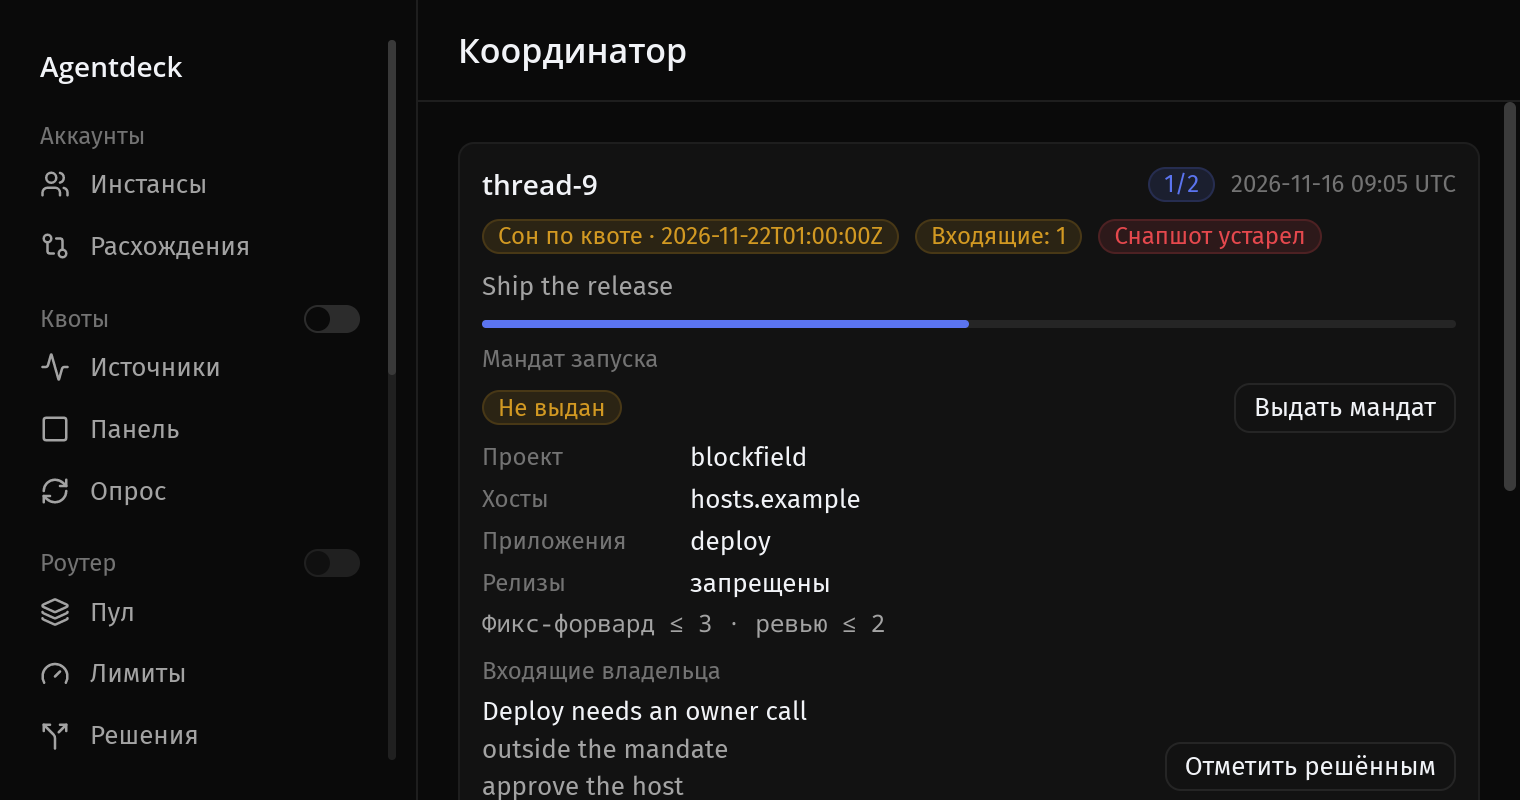 Agentdeck
Аккаунты
Инстансы
Расхождения
Квоты
Источники
Панель
Опрос
Роутер
Пул
Лимиты
Решения
Координатор
thread-9
1/2
2026-11-16 09:05 UTC
Сон по квоте · 2026-11-22T01:00:00Z
Входящие: 1
Снапшот устарел
Ship the release
Мандат запуска
Не выдан
Выдать мандат
Проект blockfield
Хосты hosts.example
Приложения deploy
Релизы запрещены
Фикс-форвард ≤ 3 · ревью ≤ 2
Входящие владельца
Deploy needs an owner call
outside the mandate
approve the host
Отметить решённым